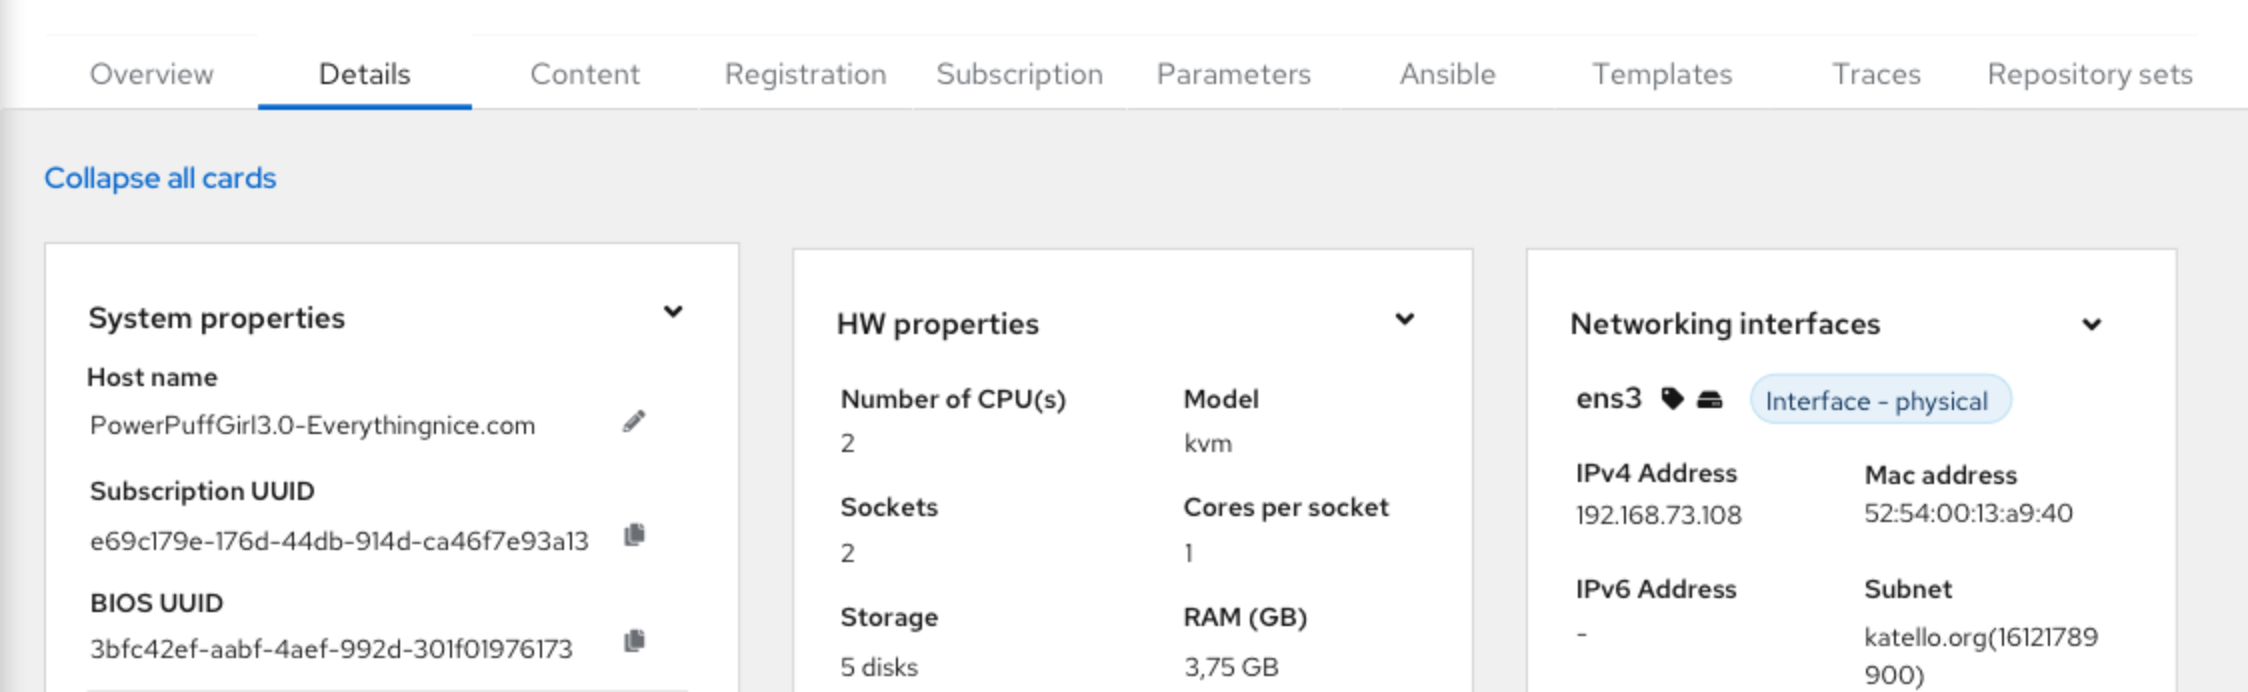 Overview Details Content Registration Subscription Parameters Ansible Templates Traces Repository sets
Collapse all cards
System properties
Host name
PowerPuffGirl3.0-Everythingnice.com
Subscription UUID
e69c179e-176d-44db-914d-ca46f7e93a13
BIOS UUID
3bfc42ef-aabf-4aef-992d-301f01976173
HW properties
Number of CPU(s) Model
2 kvm
Sockets Cores per socket
2 1
Storage RAM (GB)
5 disks 3,75 GB
Networking interfaces
ens3 Interface - physical
IPv4 Address Mac address
192.168.73.108 52:54:00:13:a9:40
IPv6 Address Subnet
- katello.org(16121789
900)